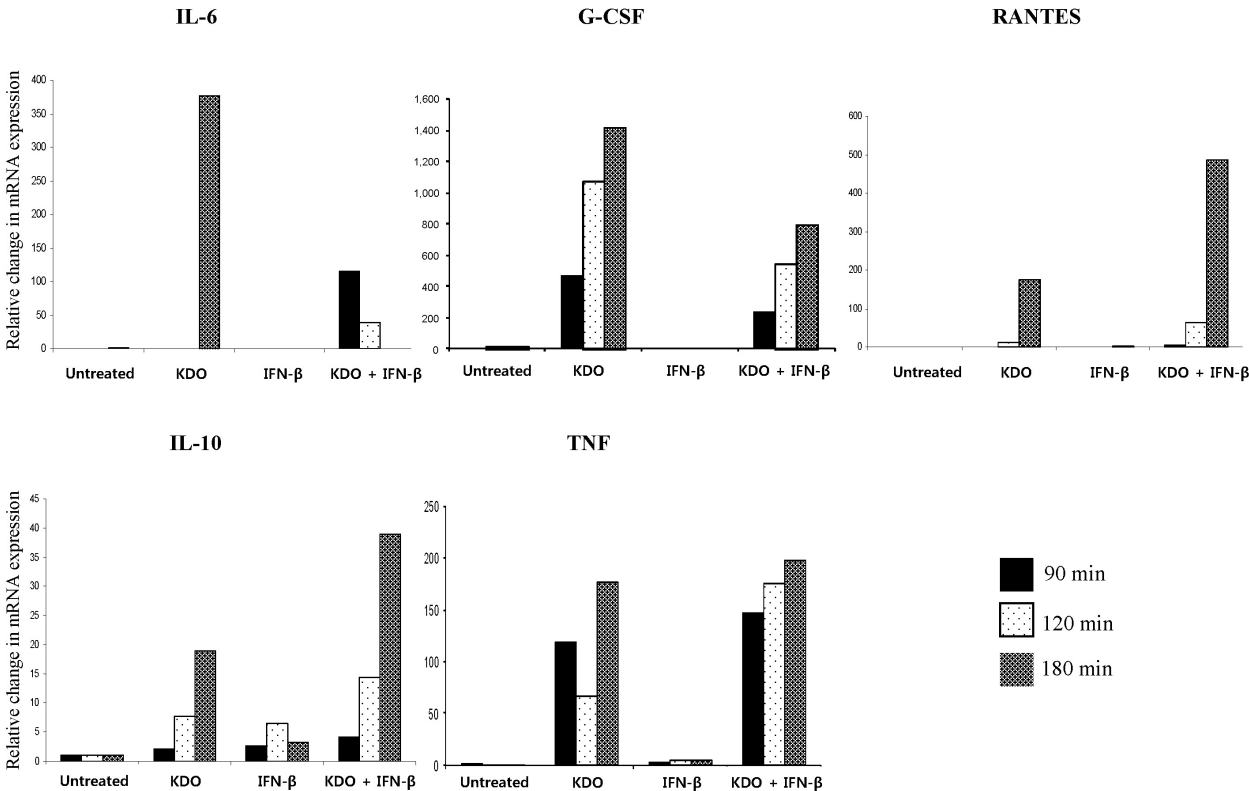 IL-6
G-CSF
RANTES
Relative change in mRNA expression
400
350
300
250
200
150
100
50
0
Untreated KDO IFN-β KDO + IFN-β
1,600
1,400
1,200
1,000
800
600
400
200
0
Untreated KDO IFN-β KDO + IFN-β
600
500
400
300
200
100
0
Untreated KDO IFN-β KDO + IFN-β
IL-10
TNF
Relative change in mRNA expression
45
40
35
30
25
20
15
10
5
0
Untreated KDO IFN-β KDO + IFN-β
250
200
150
100
50
0
Untreated KDO IFN-β KDO + IFN-β
90 min
120 min
180 min